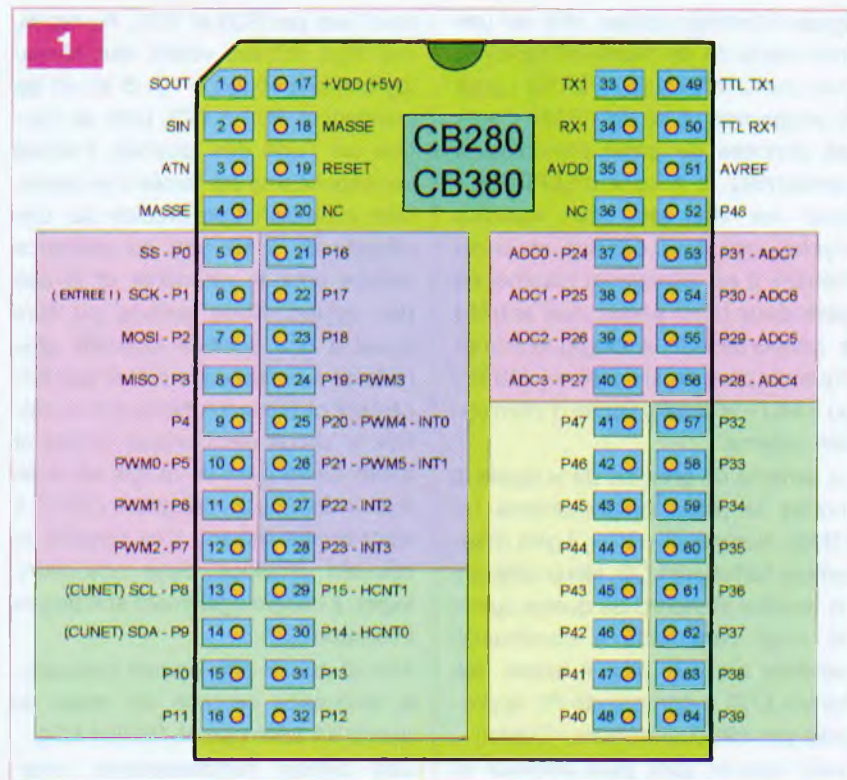 1
SOUT 1 17 +VDD (+5V) TX1 33 49 TTL TX1
SIN 2 18 MASSE RX1 34 50 TTL RX1
ATN 3 19 RESET AVDD 35 51 AVREF
MASSE 4 20 NC NC 36 52 P48
CB280
CB380
SS - P0 5 21 P16 ADC0 - P24 37 53 P31 - ADC7
( ENTREE ! ) SCK - P1 6 22 P17 ADC1 - P25 38 54 P30 - ADC6
MOSI - P2 7 23 P18 ADC2 - P26 39 55 P29 - ADC5
MISO - P3 8 24 P19 - PWM3 ADC3 - P27 40 56 P28 - ADC4
P4 9 25 P20 - PWM4 - INT0 P47 41 57 P32
PWM0 - P5 10 26 P21 - PWM5 - INT1 P46 42 58 P33
PWM1 - P6 11 27 P22 - INT2 P45 43 59 P34
PWM2 - P7 12 28 P23 - INT3 P44 44 60 P35
(CUNET) SCL - P8 13 29 P15 - HCNT1 P43 45 61 P36
(CUNET) SDA - P9 14 30 P14 - HCNT0 P42 46 62 P37
P10 15 31 P13 P41 47 63 P38
P11 16 32 P12 P40 48 64 P39